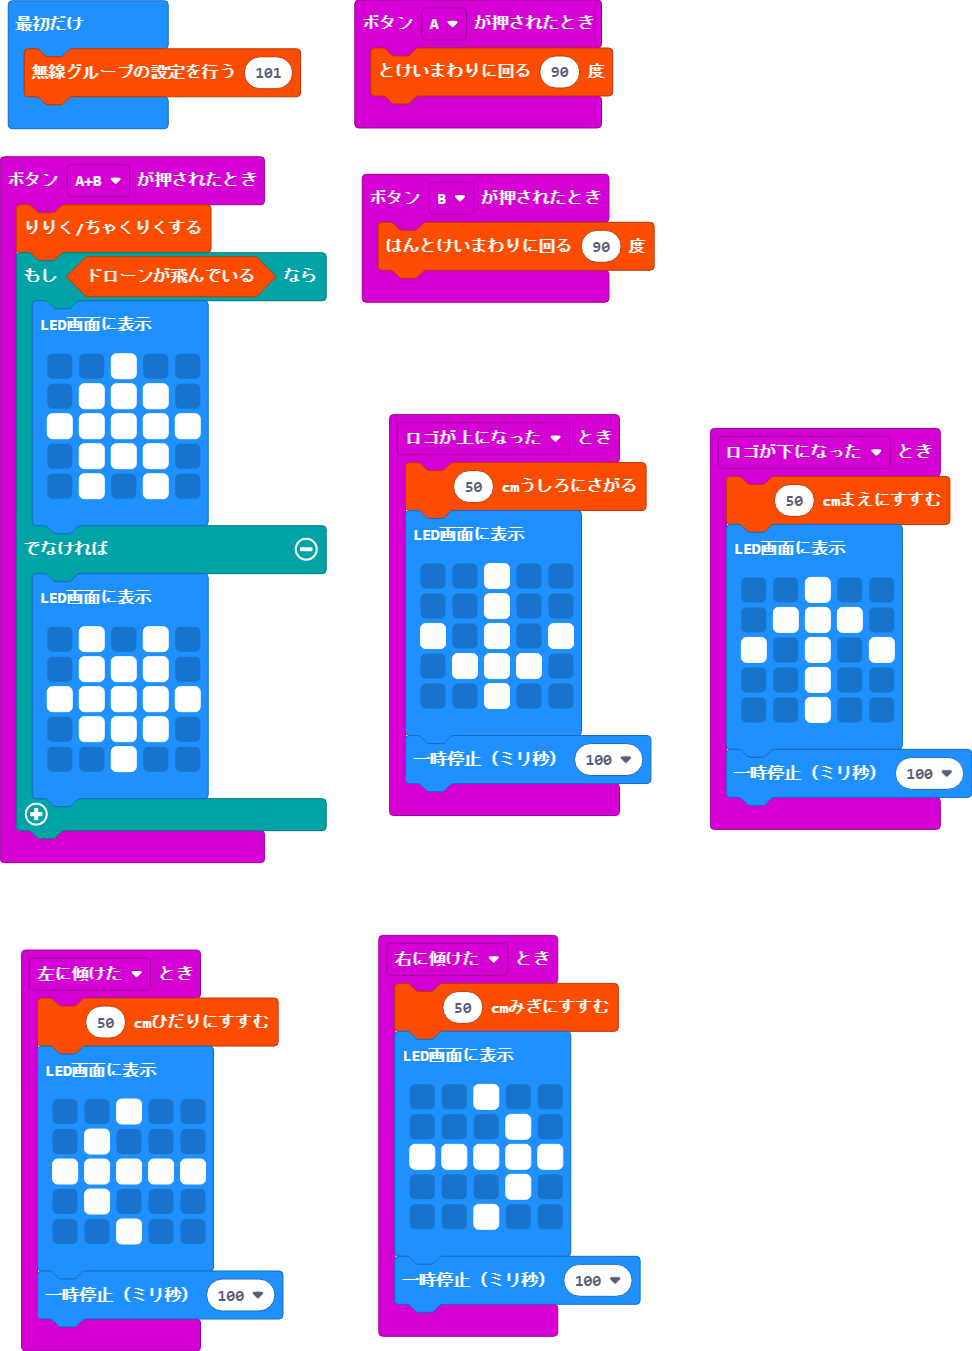 最初だけ
無線グループの設定を行う 101
ボタン A が押されたとき
とけいまわりに回る 90 度
ボタン A+B が押されたとき
りりく/ちゃくりくする
もし ドローンが飛んでいる なら
LED画面に表示
でなければ
LED画面に表示
ボタン B が押されたとき
はんとけいまわりに回る 90 度
ロゴが上になった とき
50 cmうしろにさがる
LED画面に表示
一時停止（ミリ秒） 100
ロゴが下になった とき
50 cmまえにすすむ
LED画面に表示
一時停止（ミリ秒） 100
左に傾けた とき
50 cmひだりにすすむ
LED画面に表示
一時停止（ミリ秒） 100
右に傾けた とき
50 cmみぎにすすむ
LED画面に表示
一時停止（ミリ秒） 100